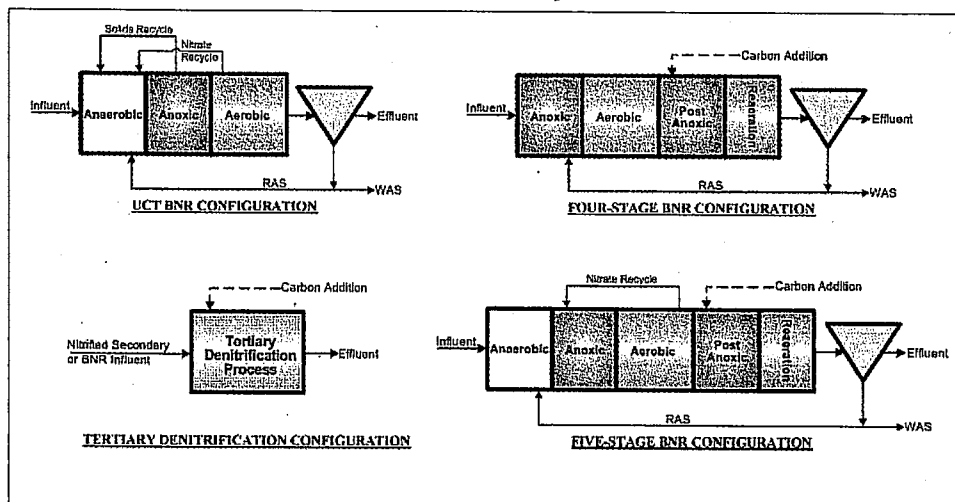 Solids Recycle
Nitrate
Recycle
Influent
Anaerobic
Anoxic
Aerobic
Effluent
RAS
WAS
UCT BNR CONFIGURATION
Carbon Addition
Influent
Anoxic
Aerobic
Post
Anoxic
Reaeration
Effluent
RAS
WAS
FOUR-STAGE BNR CONFIGURATION
Carbon Addition
Nitrified Secondary
or BNR Influent
Tertiary
Denitrification
Process
Effluent
TERTIARY DENITRIFICATION CONFIGURATION
Nitrate Recycle
Carbon Addition
Influent
Anaerobic
Anoxic
Aerobic
Post
Anoxic
Reaeration
Effluent
RAS
WAS
FIVE-STAGE BNR CONFIGURATION